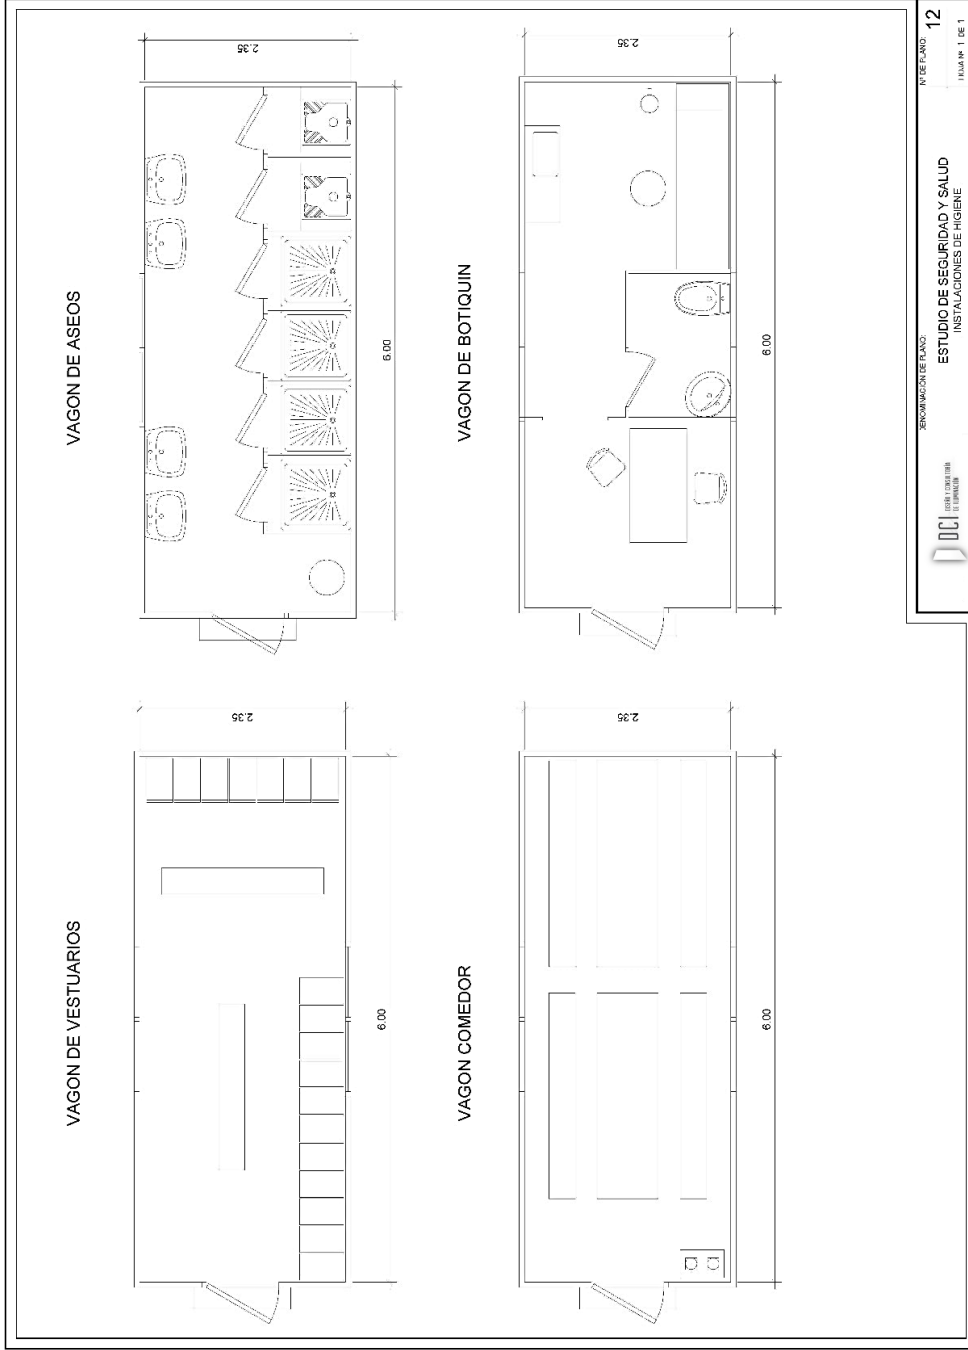 VAGON DE VESTUARIOS
2.35
6.00
VAGON DE ASEOS
2.35
6.00
VAGON COMEDOR
2.35
6.00
VAGON DE BOTIQUIN
2.35
6.00
DCI
DENOMINACIÓN DE PLANO:
ESTUDIO DE SEGURIDAD Y SALUD
INSTALACIONES DE HIGIENE
Nº DE PLANO:
12
HOJA Nº 1 DE 1